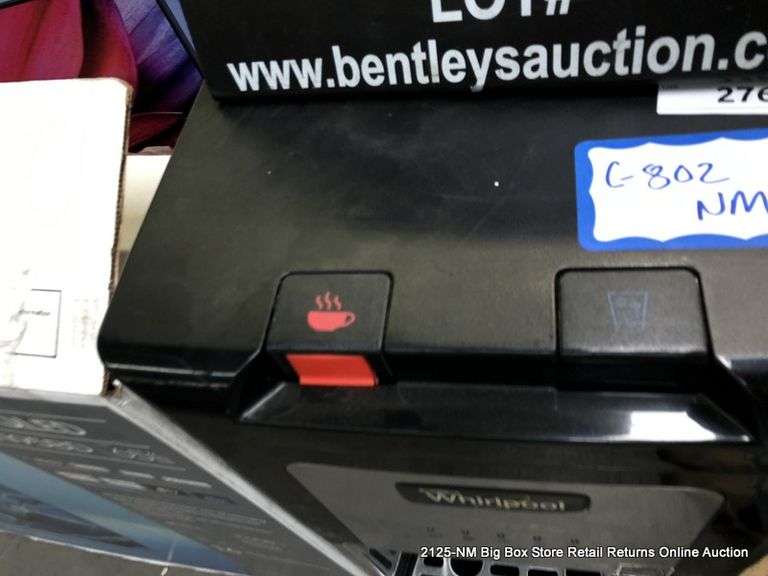 LOT#
www.bentleysauction.c
276
C-802
NM
Whirlpool
2125-NM Big Box Store Retail Returns Online Auction